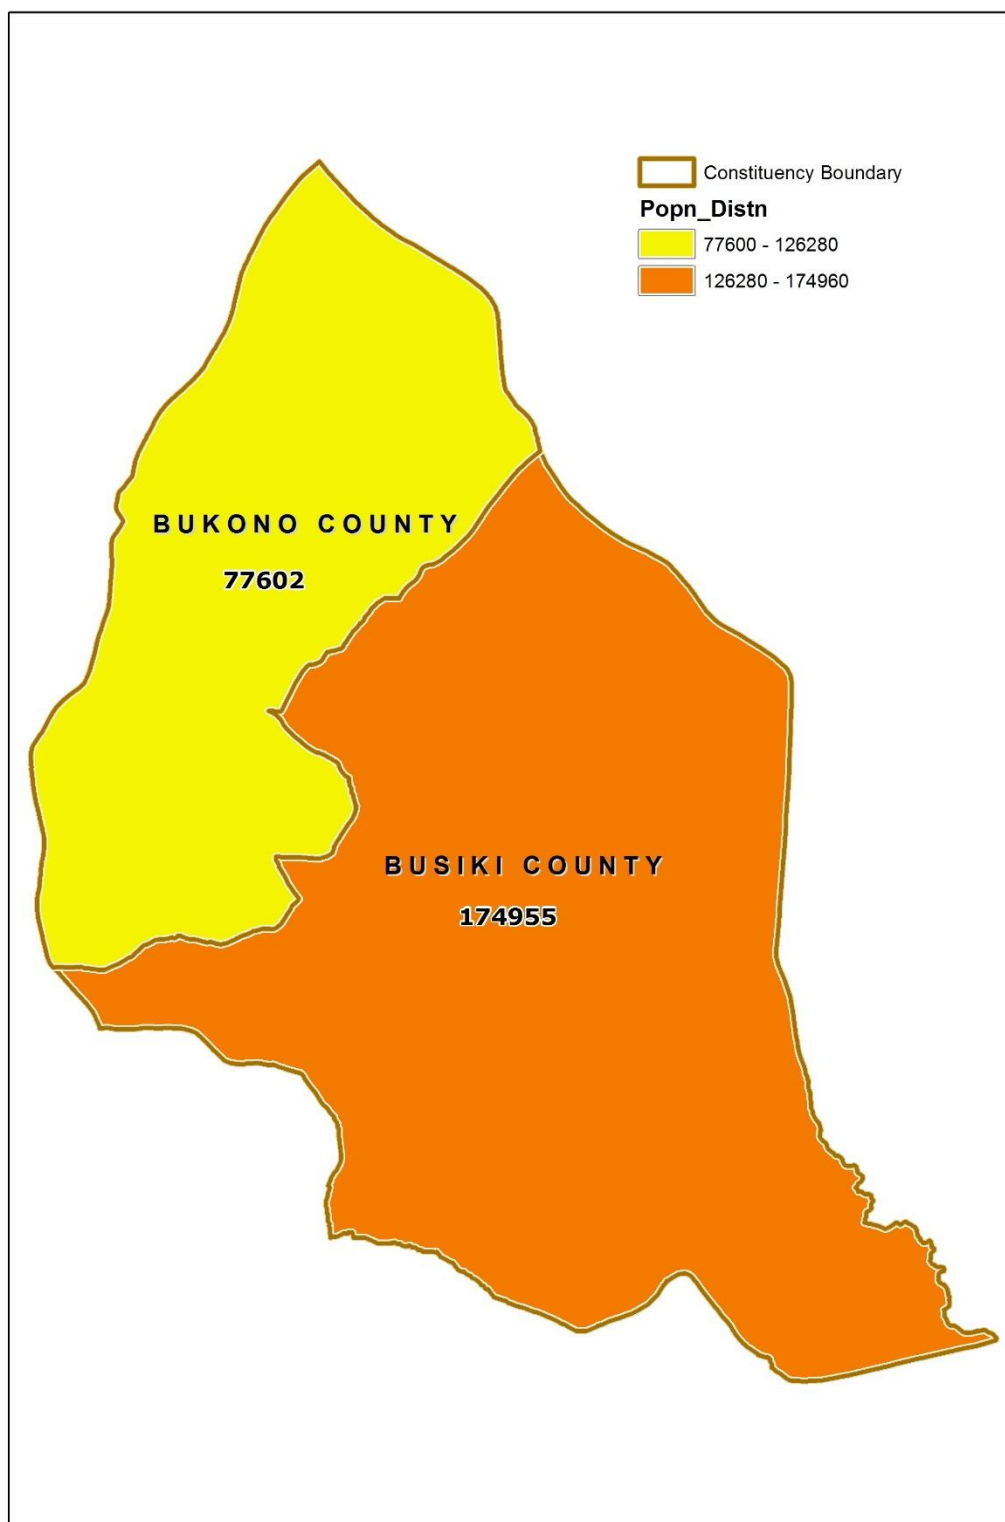 Constituency Boundary
Popn_Distn
77600 - 126280
126280 - 174960
BUKONO COUNTY
77602
BUSIKI COUNTY
174955